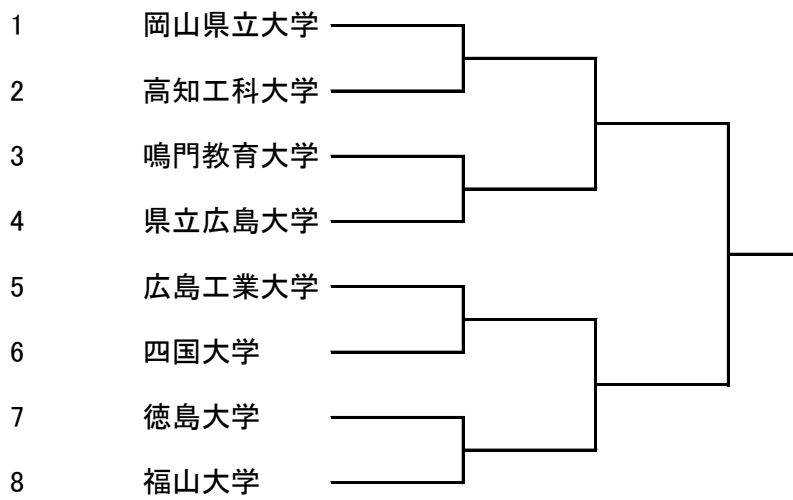 1 岡山県立大学
2 高知工科大学
3 鳴門教育大学
4 県立広島大学
5 広島工業大学
6 四国大学
7 徳島大学
8 福山大学